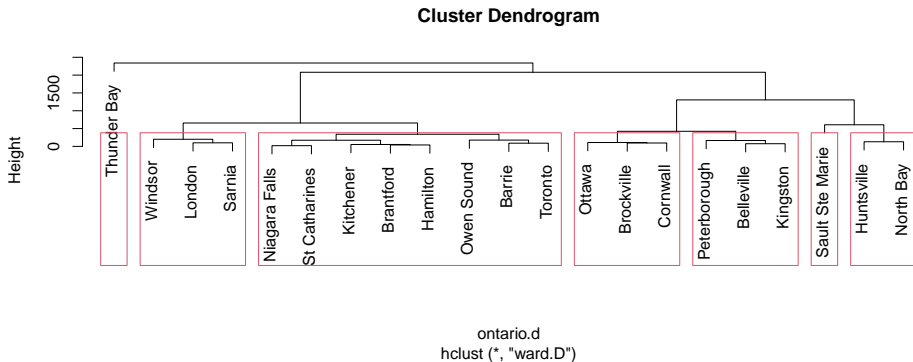 Cluster Dendrogram
Height
0
1500
Thunder Bay
Windsor
London
Sarnia
Niagara Falls
St Catharines
Kitchener
Brantford
Hamilton
Owen Sound
Barrie
Toronto
Ottawa
Brockville
Cornwall
Peterborough
Belleville
Kingston
Sault Ste Marie
Huntsville
North Bay
ontario.d
hclust (*, "ward.D")